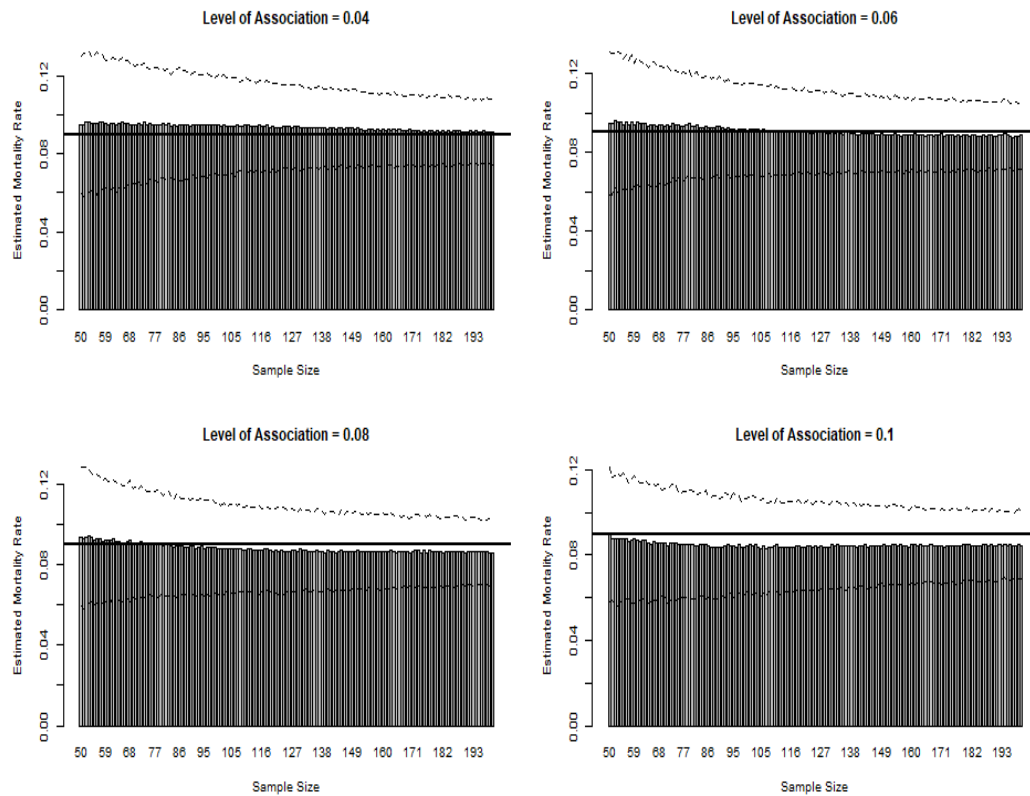 Level of Association = 0.04
Estimated Mortality Rate
0.12
0.08
0.04
0.00
50 59 68 77 86 95 105 116 127 138 149 160 171 182 193
Sample Size
Level of Association = 0.06
Estimated Mortality Rate
0.12
0.08
0.04
0.00
50 59 68 77 86 95 105 116 127 138 149 160 171 182 193
Sample Size
Level of Association = 0.08
Estimated Mortality Rate
0.12
0.08
0.04
0.00
50 59 68 77 86 95 105 116 127 138 149 160 171 182 193
Sample Size
Level of Association = 0.1
Estimated Mortality Rate
0.12
0.08
0.04
0.00
50 59 68 77 86 95 105 116 127 138 149 160 171 182 193
Sample Size